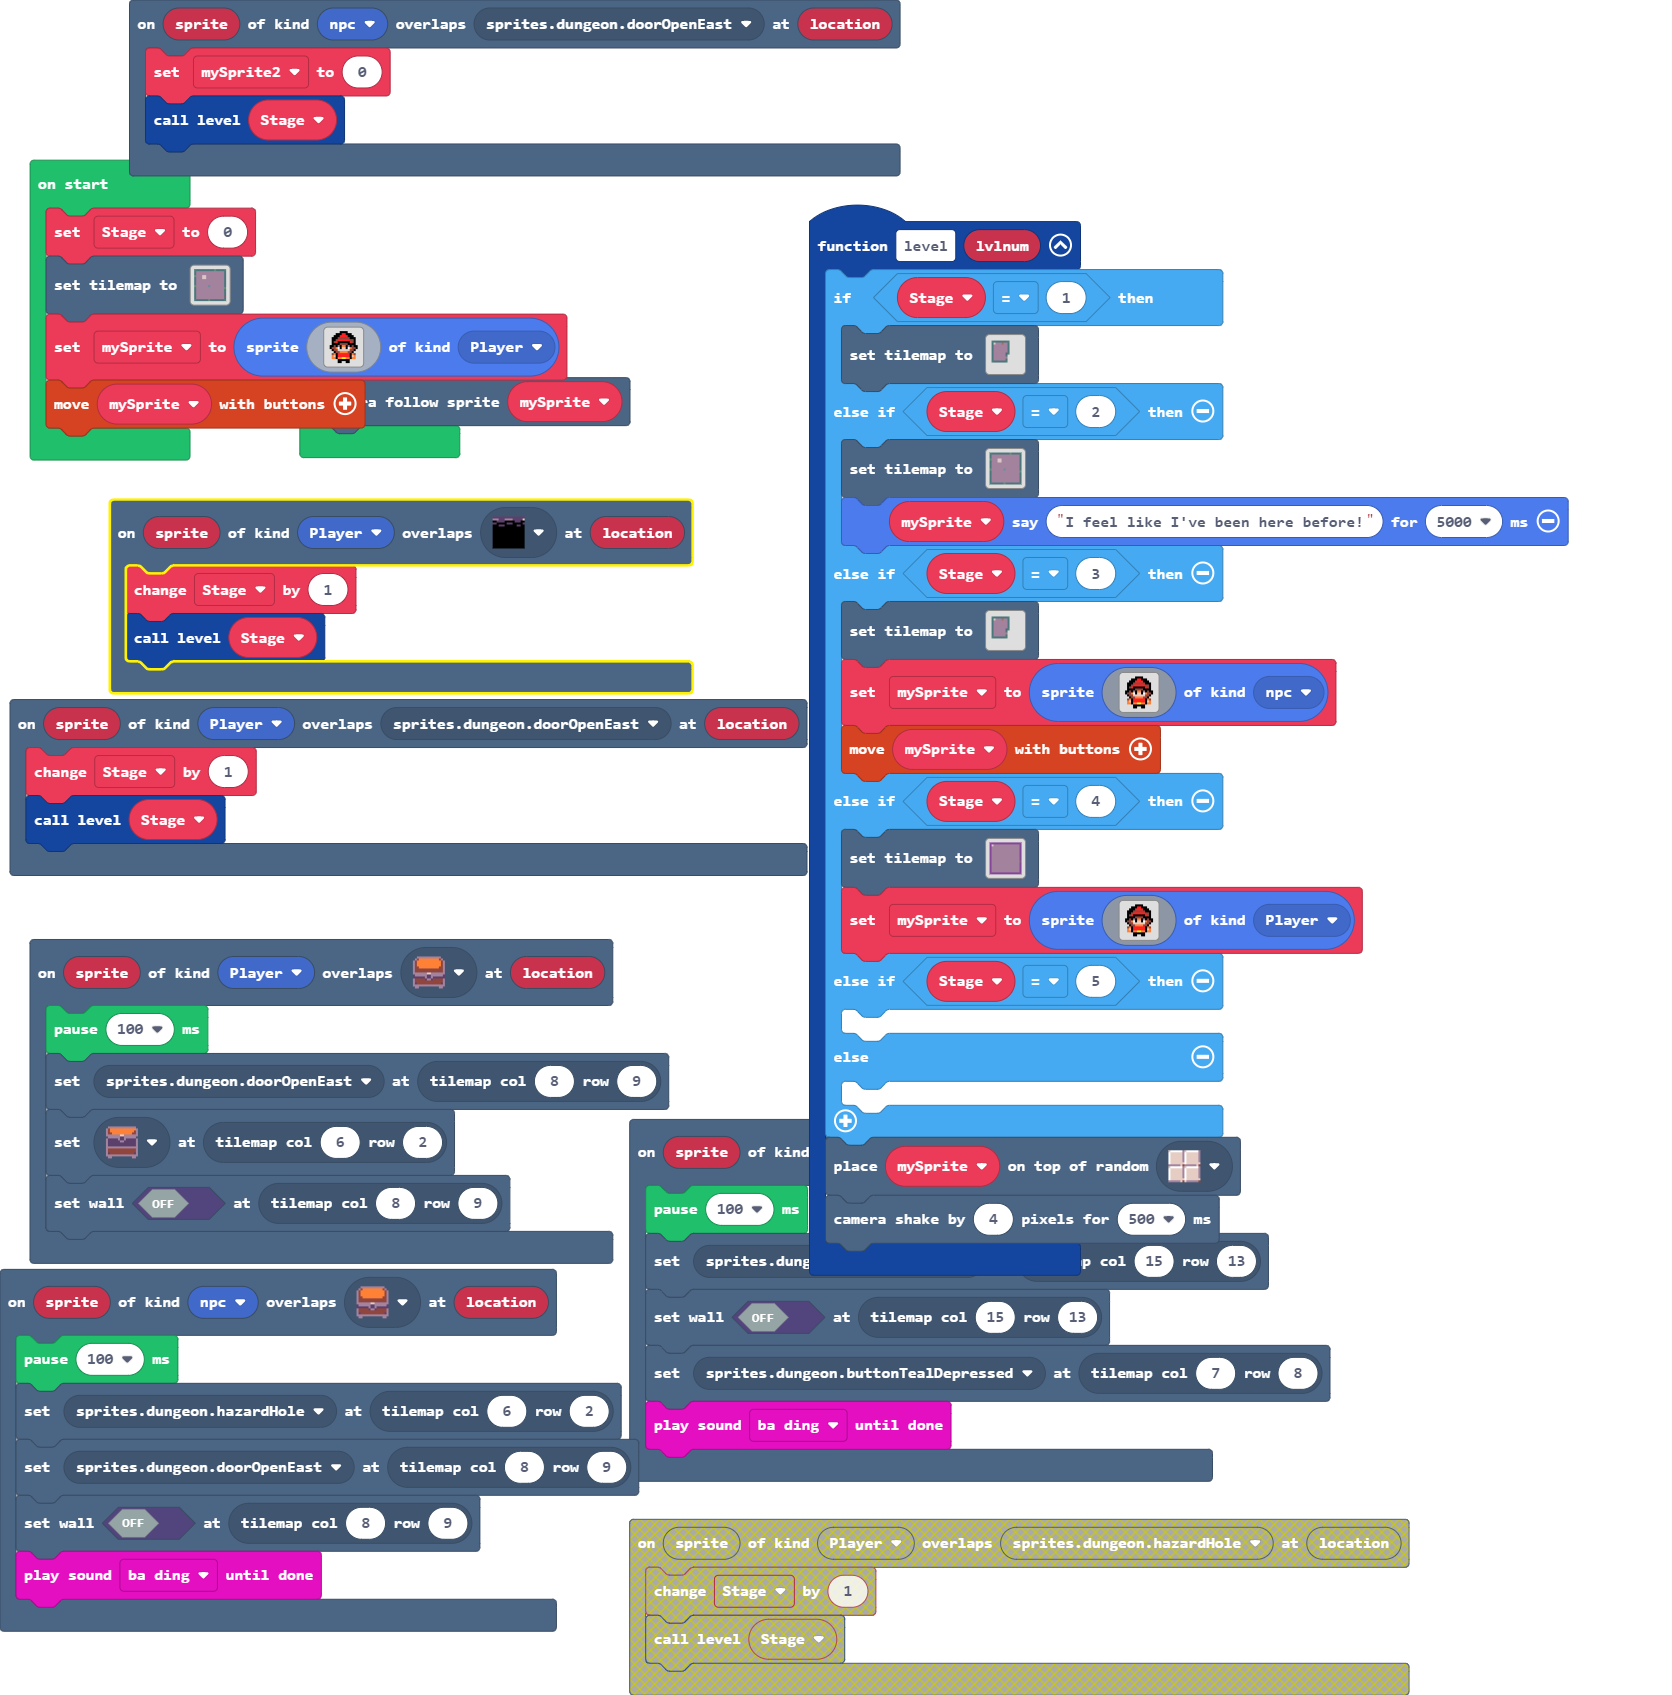 on sprite of kind npc overlaps sprites.dungeon.doorOpenEast at location
set mySprite2 to 0
call level Stage
on start
set Stage to 0
set tilemap to
set mySprite to sprite of kind Player
move mySprite with buttons
a follow sprite mySprite
on sprite of kind Player overlaps at location
change Stage by 1
call level Stage
on sprite of kind Player overlaps sprites.dungeon.doorOpenEast at location
change Stage by 1
call level Stage
on sprite of kind Player overlaps at location
pause 100 ms
set sprites.dungeon.doorOpenEast at tilemap col 8 row 9
set at tilemap col 6 row 2
set wall OFF at tilemap col 8 row 9
on sprite of kind npc overlaps at location
pause 100 ms
set sprites.dungeon.hazardHole at tilemap col 6 row 2
set sprites.dungeon.doorOpenEast at tilemap col 8 row 9
set wall OFF at tilemap col 8 row 9
play sound ba ding until done
function level lvlnum
if Stage = 1 then
set tilemap to
else if Stage = 2 then
set tilemap to
mySprite say "I feel like I've been here before!" for 5000 ms
else if Stage = 3 then
set tilemap to
set mySprite to sprite of kind npc
move mySprite with buttons
else if Stage = 4 then
set tilemap to
set mySprite to sprite of kind Player
else if Stage = 5 then
else
place mySprite on top of random
camera shake by 4 pixels for 500 ms
on sprite of kind
pause 100 ms
set sprites.dung p col 15 row 13
set wall OFF at tilemap col 15 row 13
set sprites.dungeon.buttonTealDepressed at tilemap col 7 row 8
play sound ba ding until done
on sprite of kind Player overlaps sprites.dungeon.hazardHole at location
change Stage by 1
call level Stage